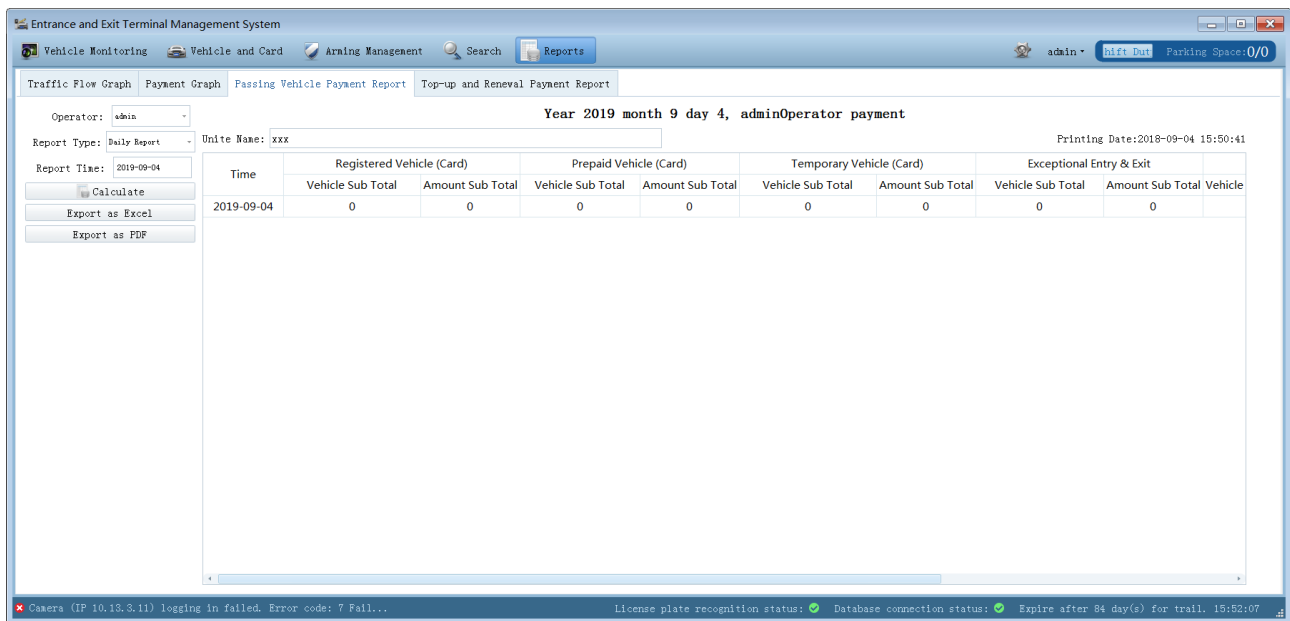 Entrance and Exit Terminal Management System
Vehicle Monitoring Vehicle and Card Arming Management Search Reports admin hift Dut Parking Space:0/0
Traffic Flow Graph Payment Graph Passing Vehicle Payment Report Top-up and Renewal Payment Report
Operator: admin
Year 2019 month 9 day 4, adminOperator payment
Report Type: Daily Report
Unite Name: xxx
Printing Date:2018-09-04 15:50:41
Report Time: 2019-09-04
Calculate
Export as Excel
Export as PDF
Time Registered Vehicle (Card) Prepaid Vehicle (Card) Temporary Vehicle (Card) Exceptional Entry & Exit
Vehicle Sub Total Amount Sub Total Vehicle Sub Total Amount Sub Total Vehicle Sub Total Amount Sub Total Vehicle Sub Total Amount Sub Total Vehicle
2019-09-04 0 0 0 0 0 0 0 0
Camera (IP 10.13.3.11) logging in failed. Error code: 7 Fail... License plate recognition status: Database connection status: Expire after 84 day(s) for trail. 15:52:07